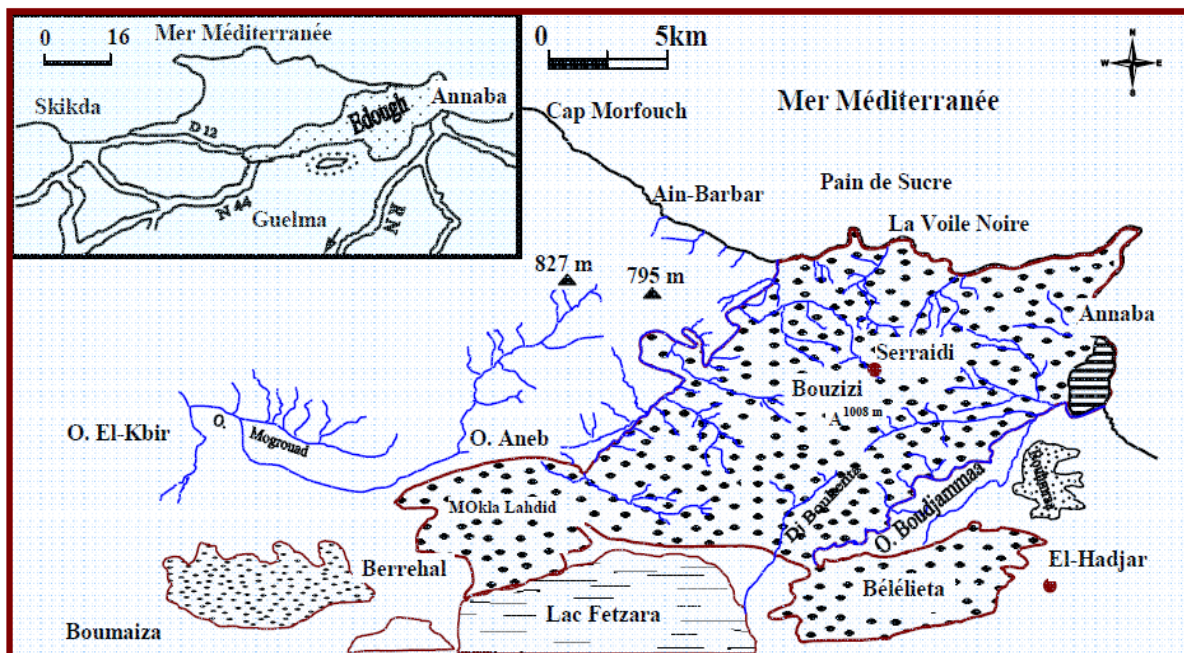 0 16
Mer Méditerranée
Skikda
D 12
Edough
Annaba
N 44
Guelma
R N
0 5km
N
W E
S
Cap Morfouch
Mer Méditerranée
Ain-Barbar
Pain de Sucre
La Voile Noire
827 m
795 m
Annaba
Serraidi
Bouzizi
A 1008 m
O. El-Kbir
O.
Mogrouad
O. Aneb
MOkla Lahdid
Dj Boukenta
O. Boudjammaa
Berrehal
El-Hadjar
Bélélieta
Lac Fetzara
Boumaiza